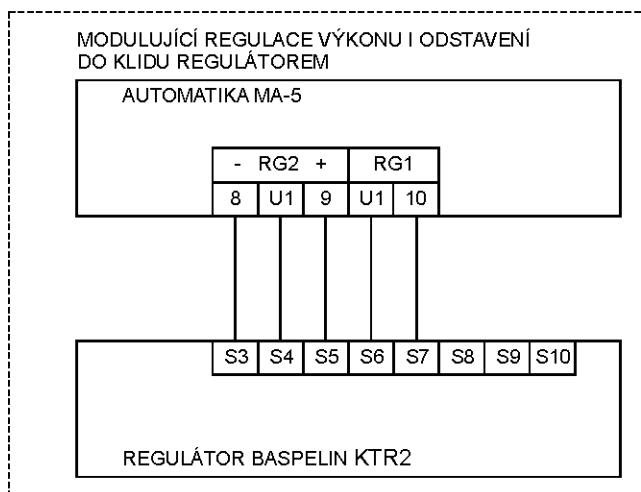 MODULUJÍCÍ REGULACE VÝKONU I ODSTAVENÍ
DO KLIDU REGULÁTOREM
AUTOMATIKA MA-5
- RG2 + RG1
8 U1 9 U1 10
S3 S4 S5 S6 S7 S8 S9 S10
REGULÁTOR BASPELIN KTR2